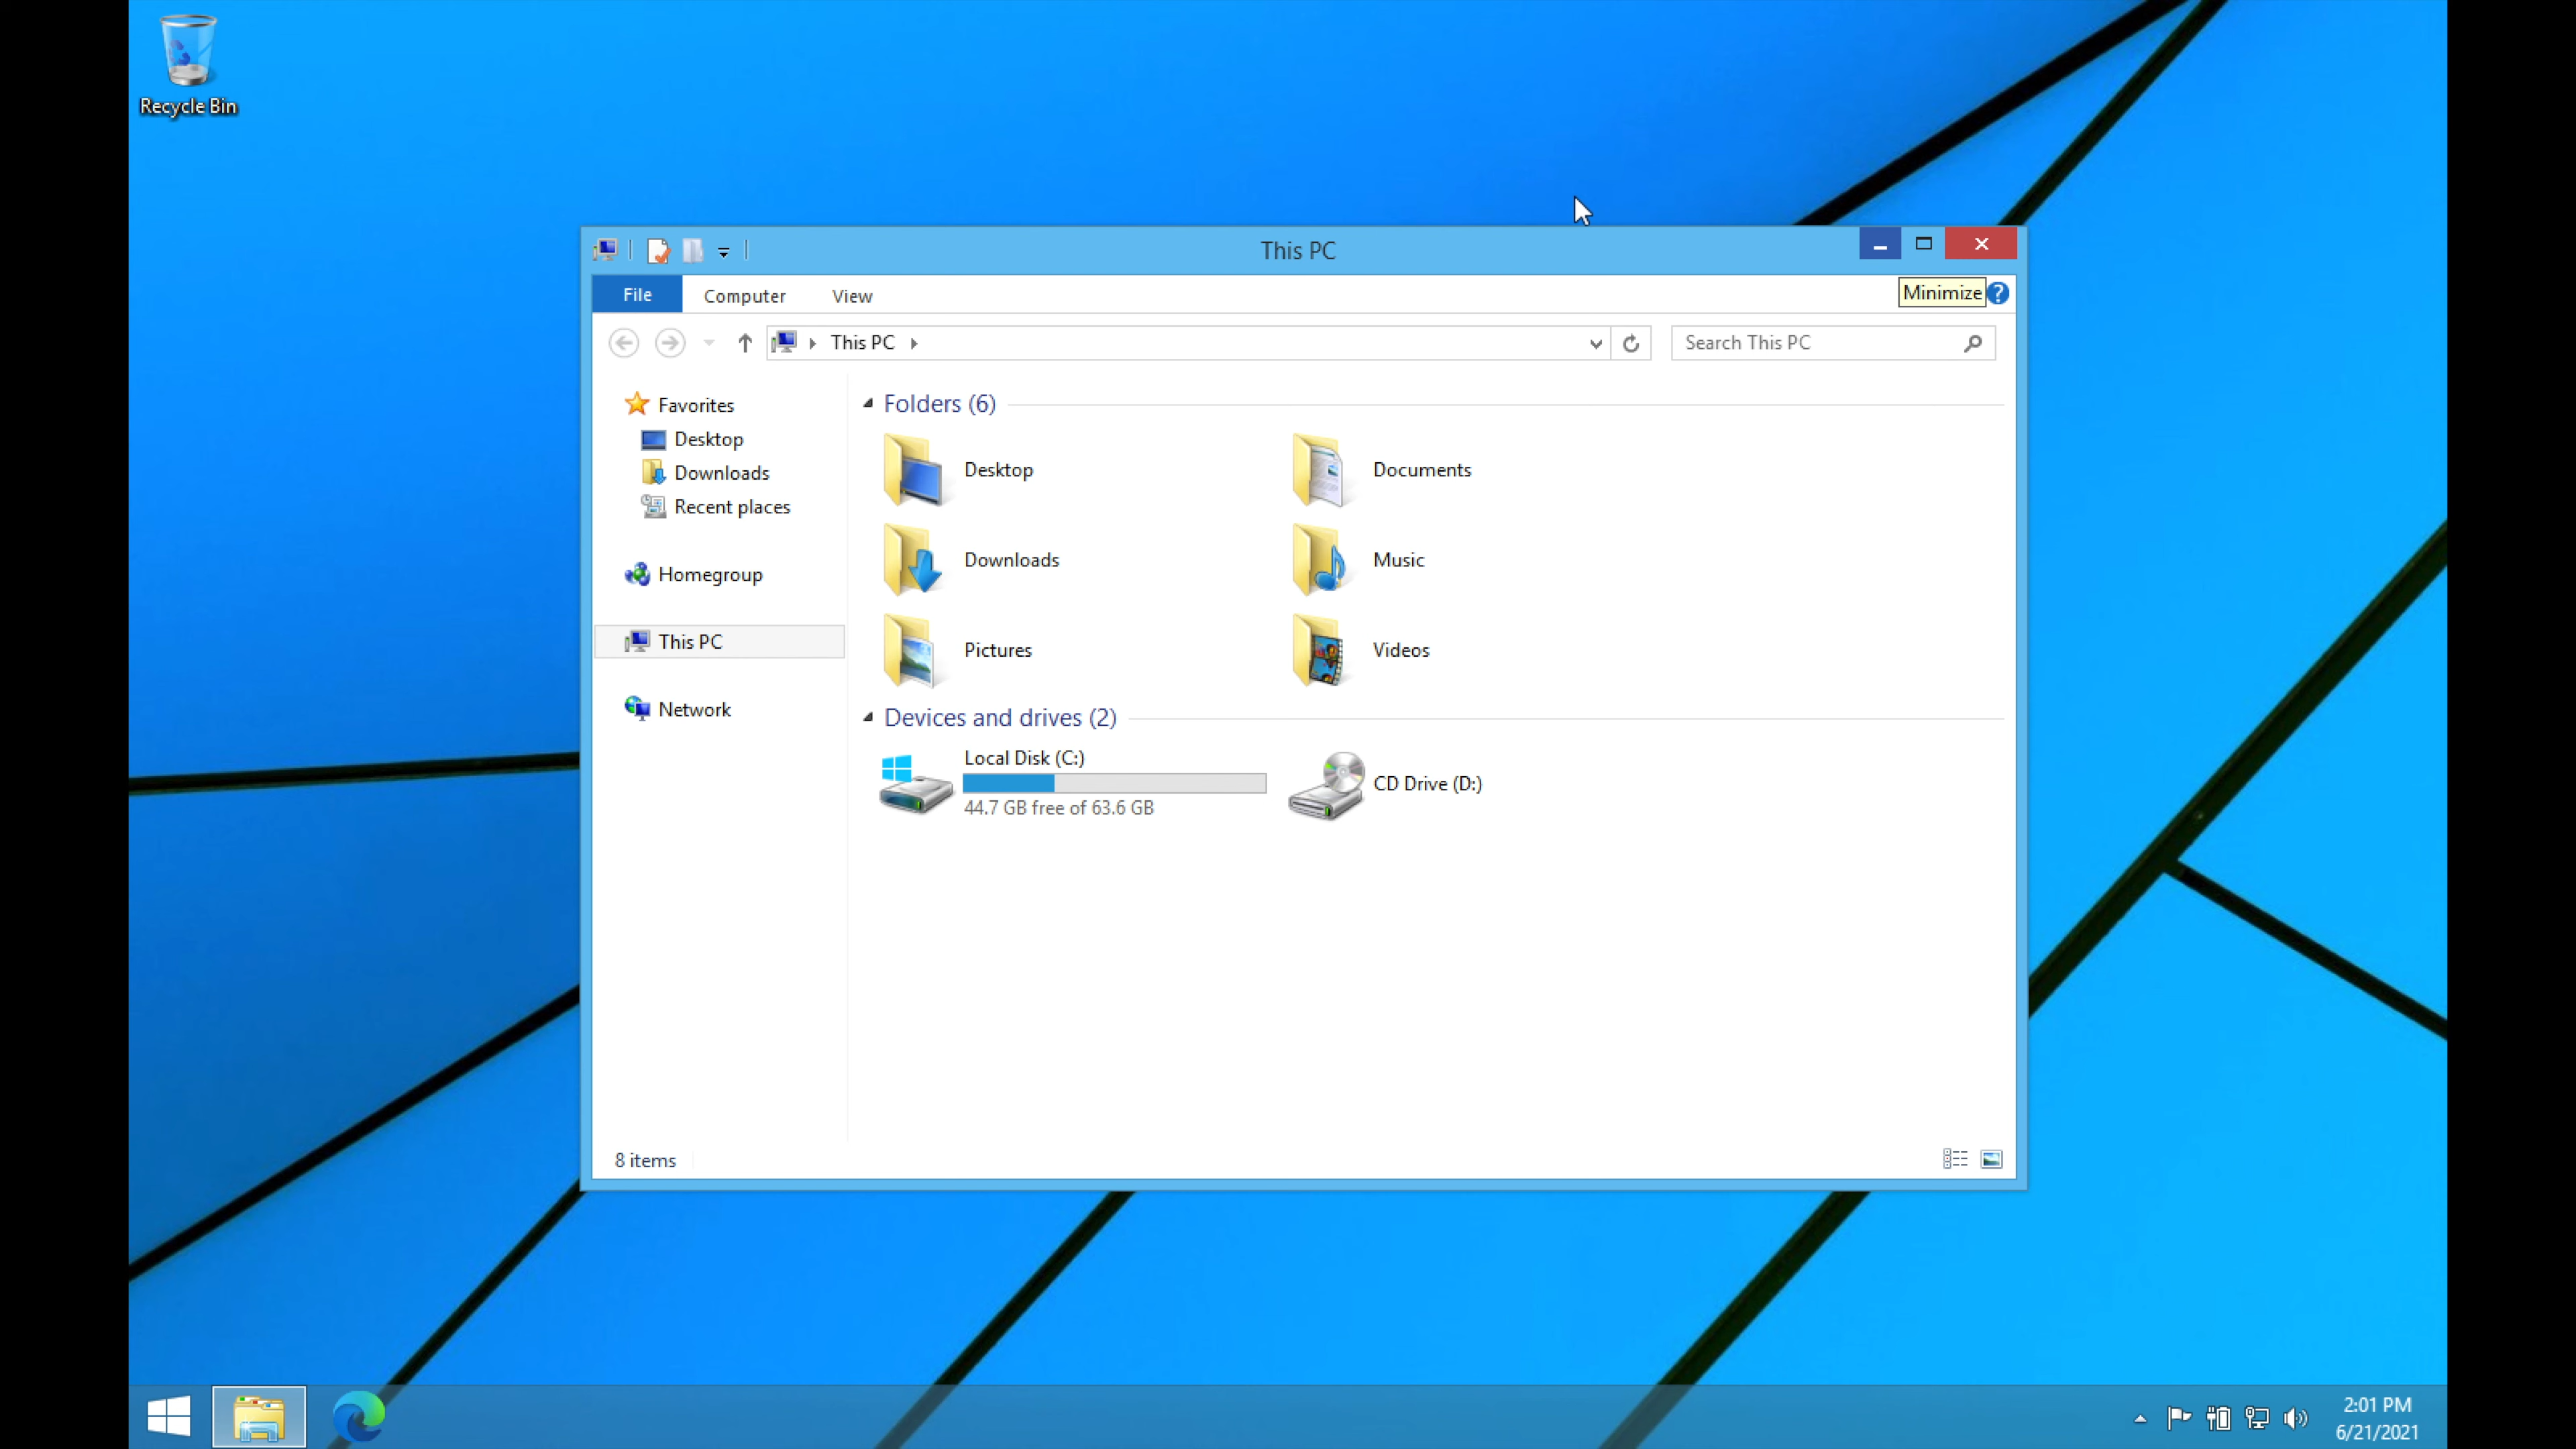 Recycle Bin
This PC
File
Computer
View
Minimize
This PC
Search This PC
Favorites
Desktop
Downloads
Recent places
Homegroup
This PC
Network
Folders (6)
Desktop
Documents
Downloads
Music
Pictures
Videos
Devices and drives (2)
Local Disk (C:)
44.7 GB free of 63.6 GB
CD Drive (D:)
8 items
2:01 PM
6/21/2021